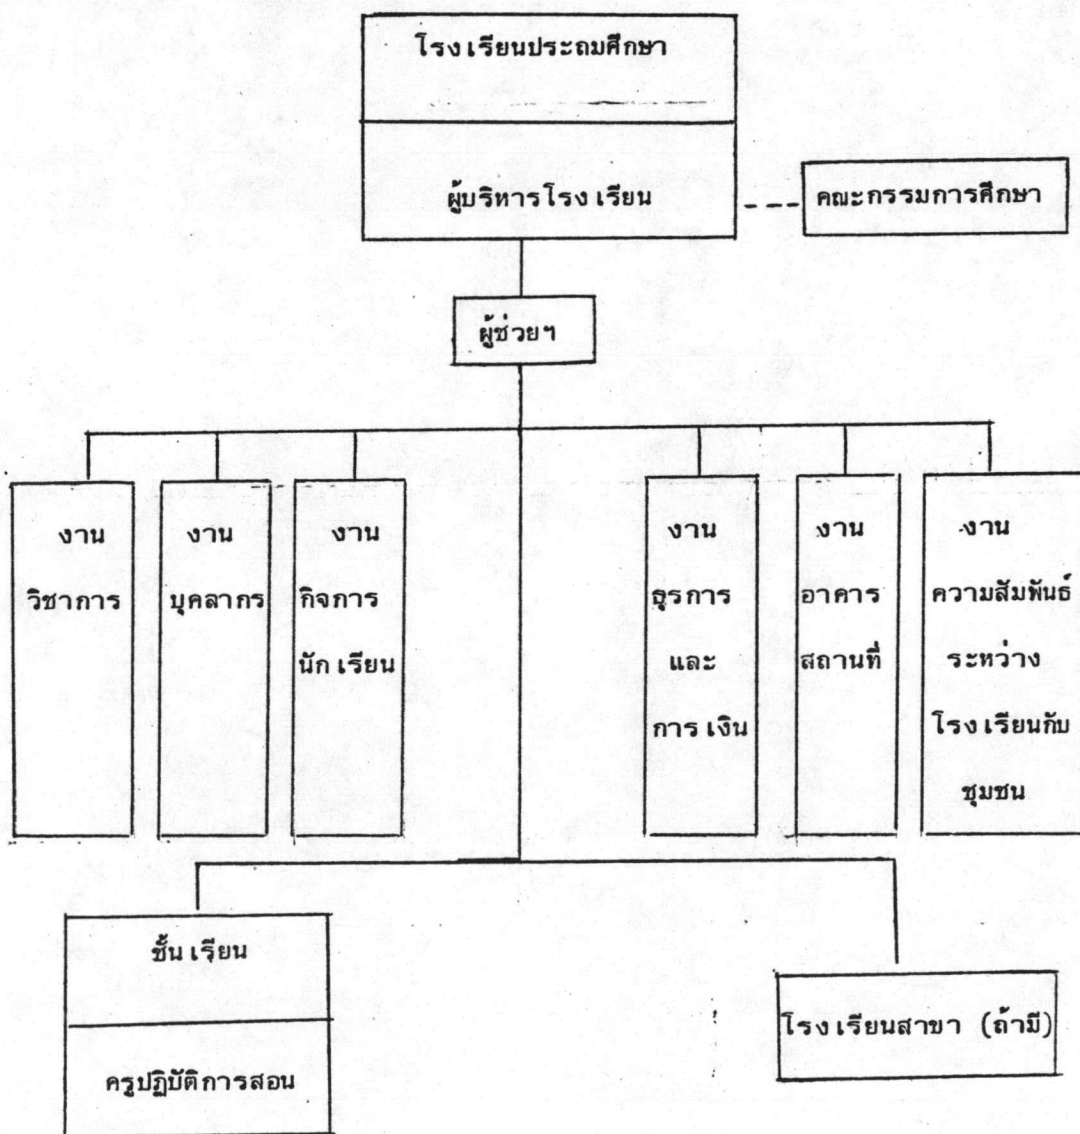 โรงเรียนประถมศึกษา
ผู้บริหารโรงเรียน
คณะกรรมการศึกษา
ผู้ช่วยฯ
งาน
วิชาการ
งาน
บุคลากร
งาน
กิจการ
นักเรียน
งาน
ธุรการ
และ
การเงิน
งาน
อาคาร
สถานที่
งาน
ความสัมพันธ์
ระหว่าง
โรงเรียนกับ
ชุมชน
ชั้นเรียน
ครูปฏิบัติการสอน
โรงเรียนสาขา (ถ้ามี)